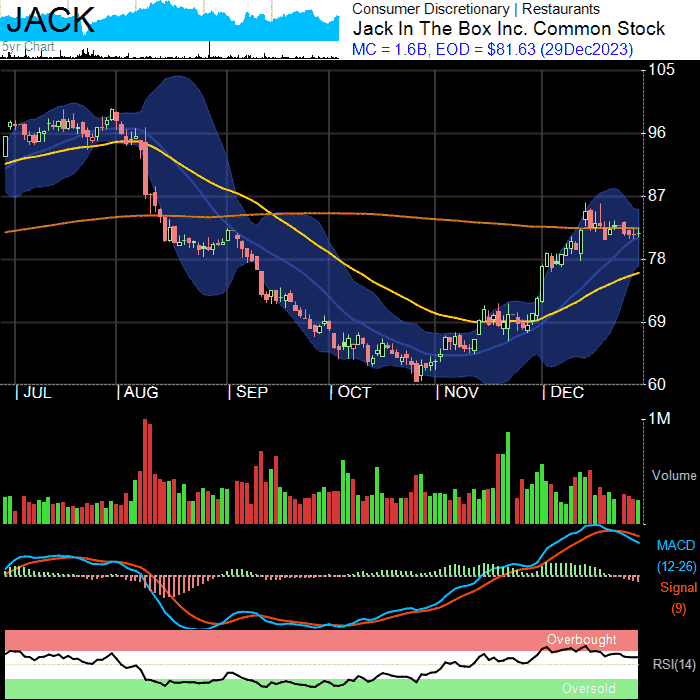 JACK
5yr Chart
Consumer Discretionary | Restaurants
Jack In The Box Inc. Common Stock
MC = 1.6B, EOD = $81.63 (29Dec2023)
105
96
87
78
69
60
JUL AUG SEP OCT NOV DEC
1M
Volume
MACD
(12-26)
Signal
(9)
Overbought
RSI(14)
Oversold